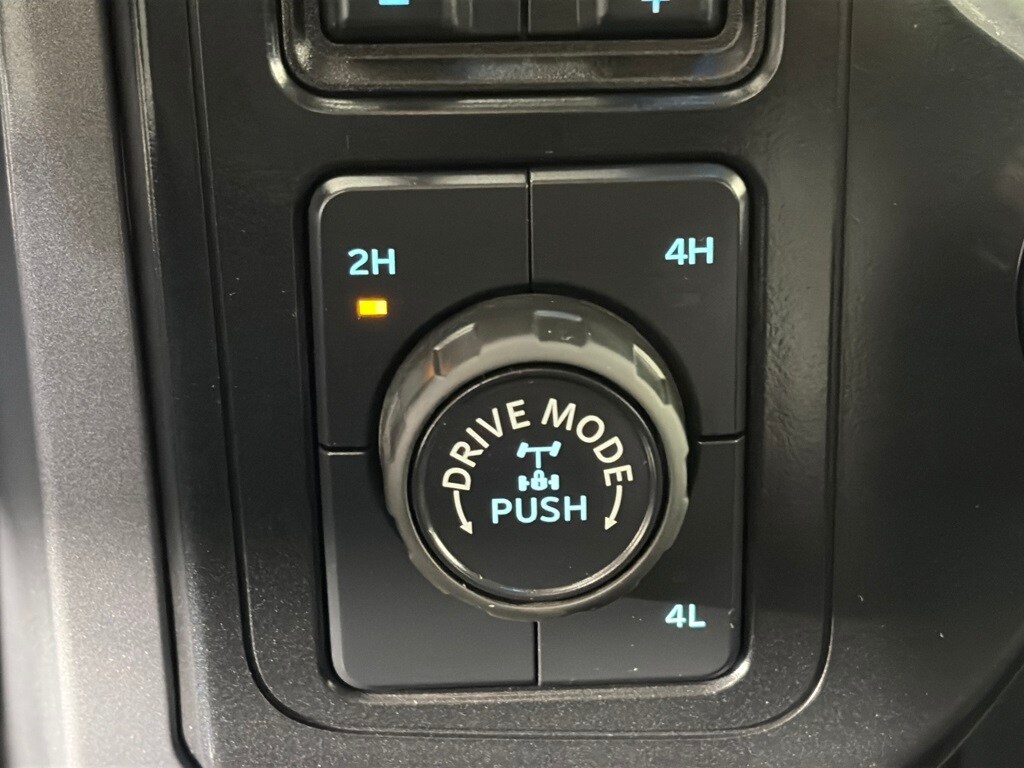 - +
2H
4H
DRIVE MODE
PUSH
4L